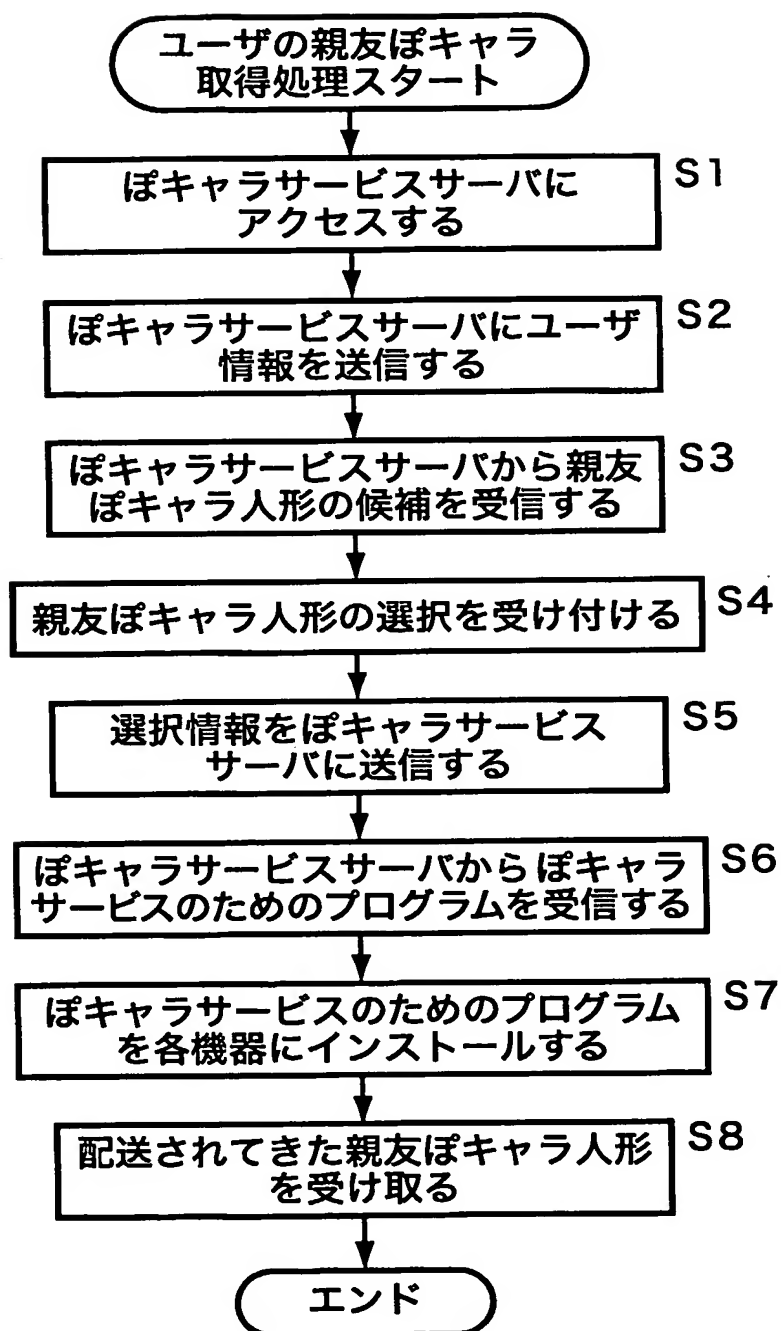 ユーザの親友ぽキャラ
取得処理スタート
ぽキャラサービスサーバに
アクセスする
S1
ぽキャラサービスサーバにユーザ
情報を送信する
S2
ぽキャラサービスサーバから親友
ぽキャラ人形の候補を受信する
S3
親友ぽキャラ人形の選択を受け付ける
S4
選択情報をぽキャラサービス
サーバに送信する
S5
ぽキャラサービスサーバからぽキャラ
サービスのためのプログラムを受信する
S6
ぽキャラサービスのためのプログラム
を各機器にインストールする
S7
配送されてきた親友ぽキャラ人形
を受け取る
S8
エンド